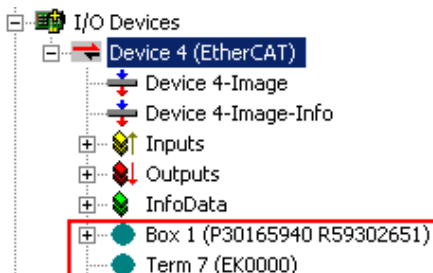 I/O Devices
Device 4 (EtherCAT)
Device 4-Image
Device 4-Image-Info
Inputs
Outputs
InfoData
Box 1 (P30165940 R59302651)
Term 7 (EK0000)